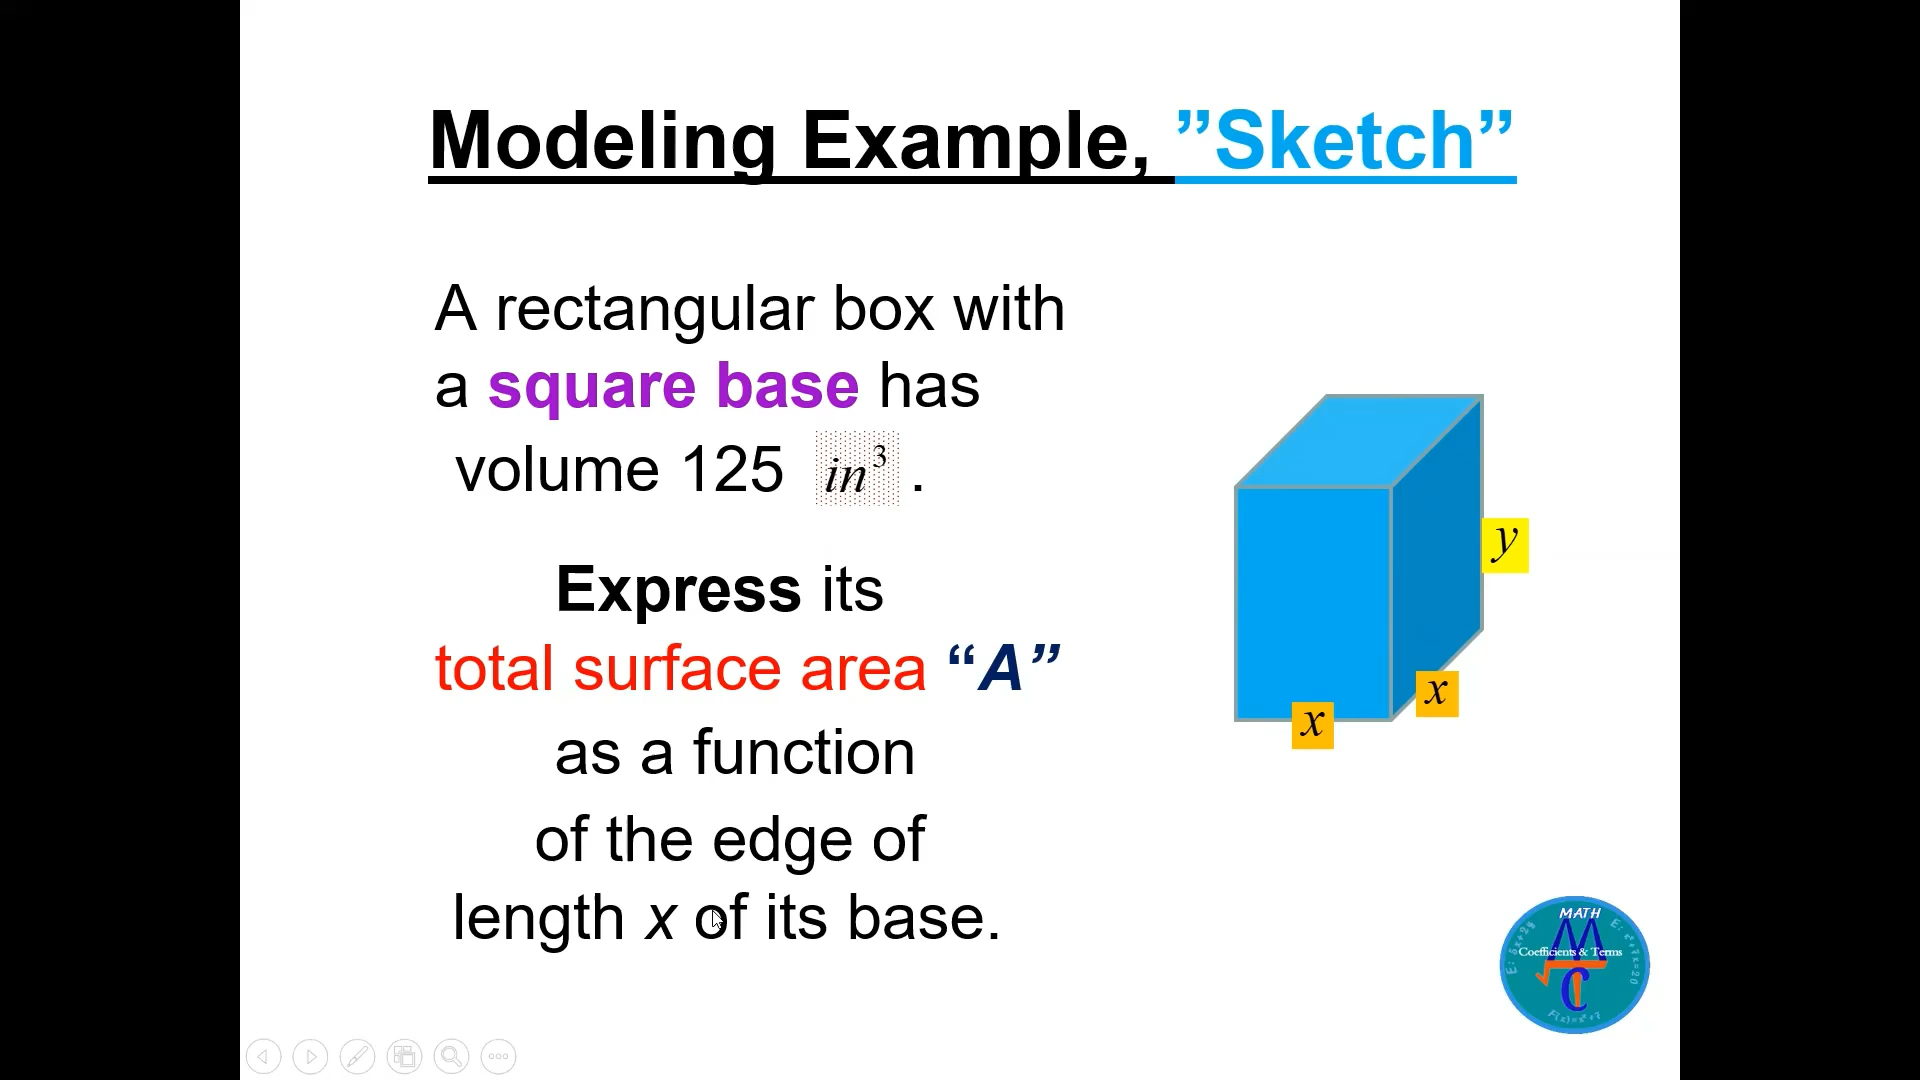 Modeling Example, ”Sketch”
A rectangular box with
a square base has
volume 125 in³ .
Express its
total surface area “A”
as a function
of the edge of
length x of its base.
y
x
x
MATH
Coefficients & Terms